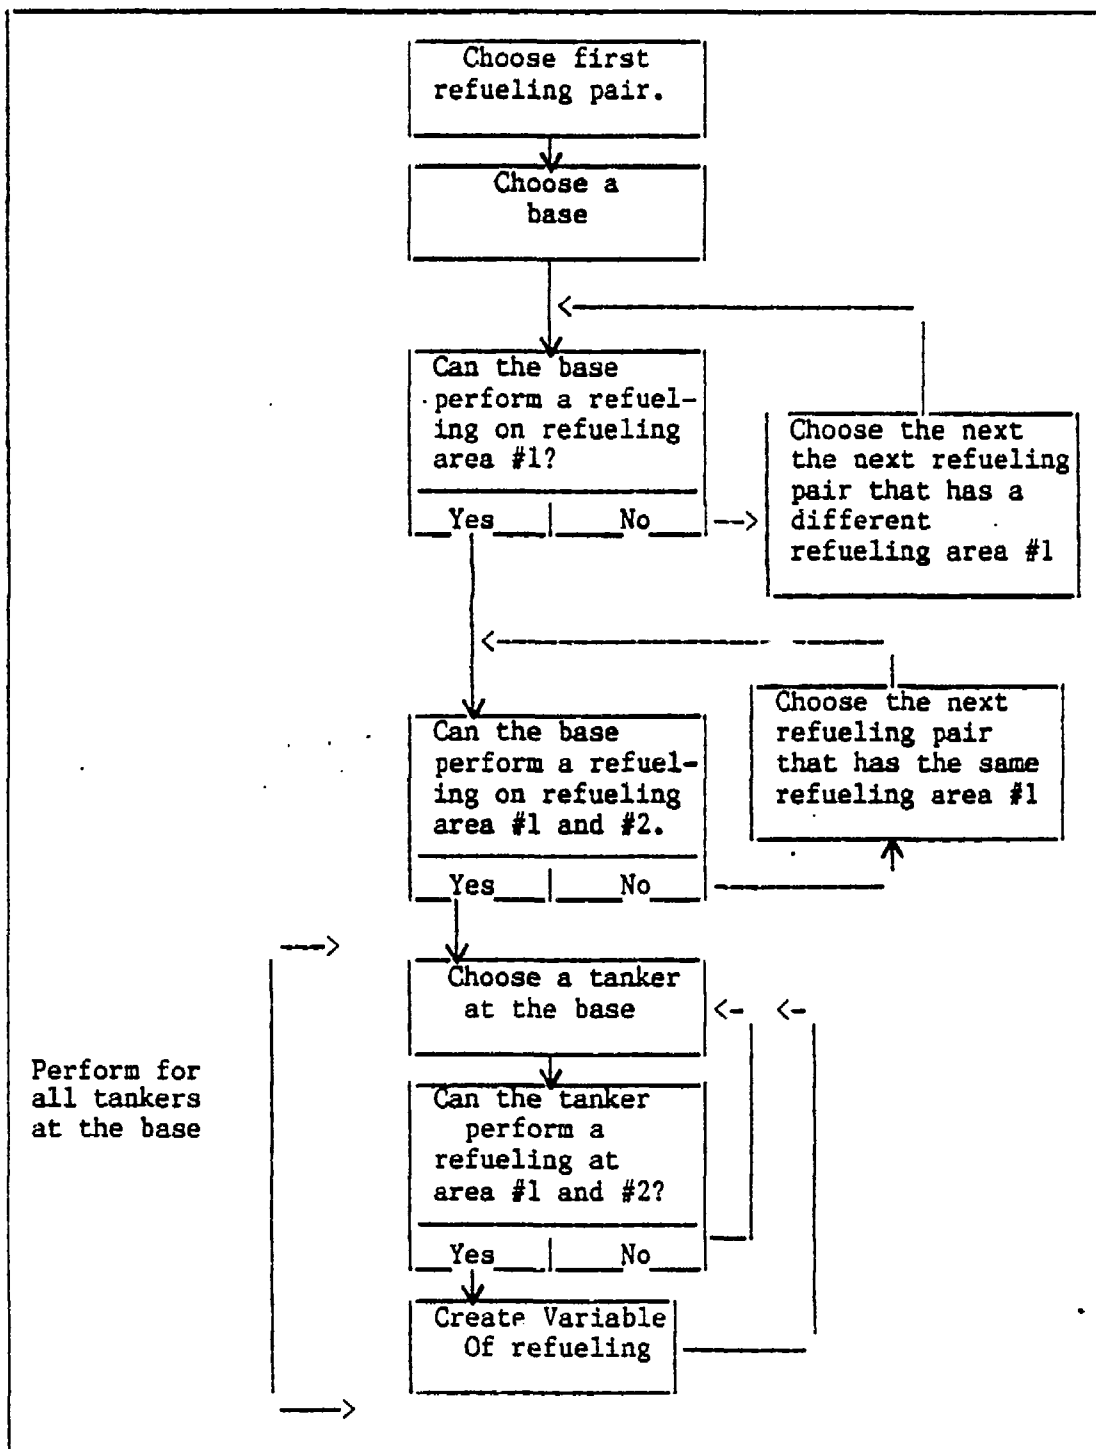 Choose first
refueling pair.
Choose a
base
Can the base
perform a refuel-
ing on refueling
area #1?
Yes | No
Choose the next
the next refueling
pair that has a
different
refueling area #1
Can the base
perform a refuel-
ing on refueling
area #1 and #2.
Yes | No
Choose the next
refueling pair
that has the same
refueling area #1
Choose a tanker
at the base
Perform for
all tankers
at the base
Can the tanker
perform a
refueling at
area #1 and #2?
Yes | No
Create Variable
Of refueling